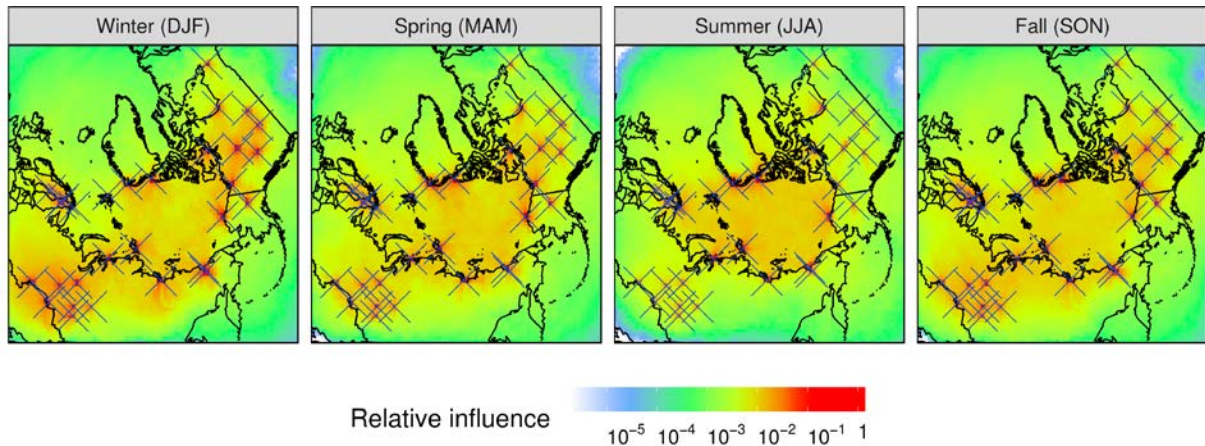 Winter (DJF) Spring (MAM) Summer (JJA) Fall (SON)
Relative influence 10⁻⁵ 10⁻⁴ 10⁻³ 10⁻² 10⁻¹ 1